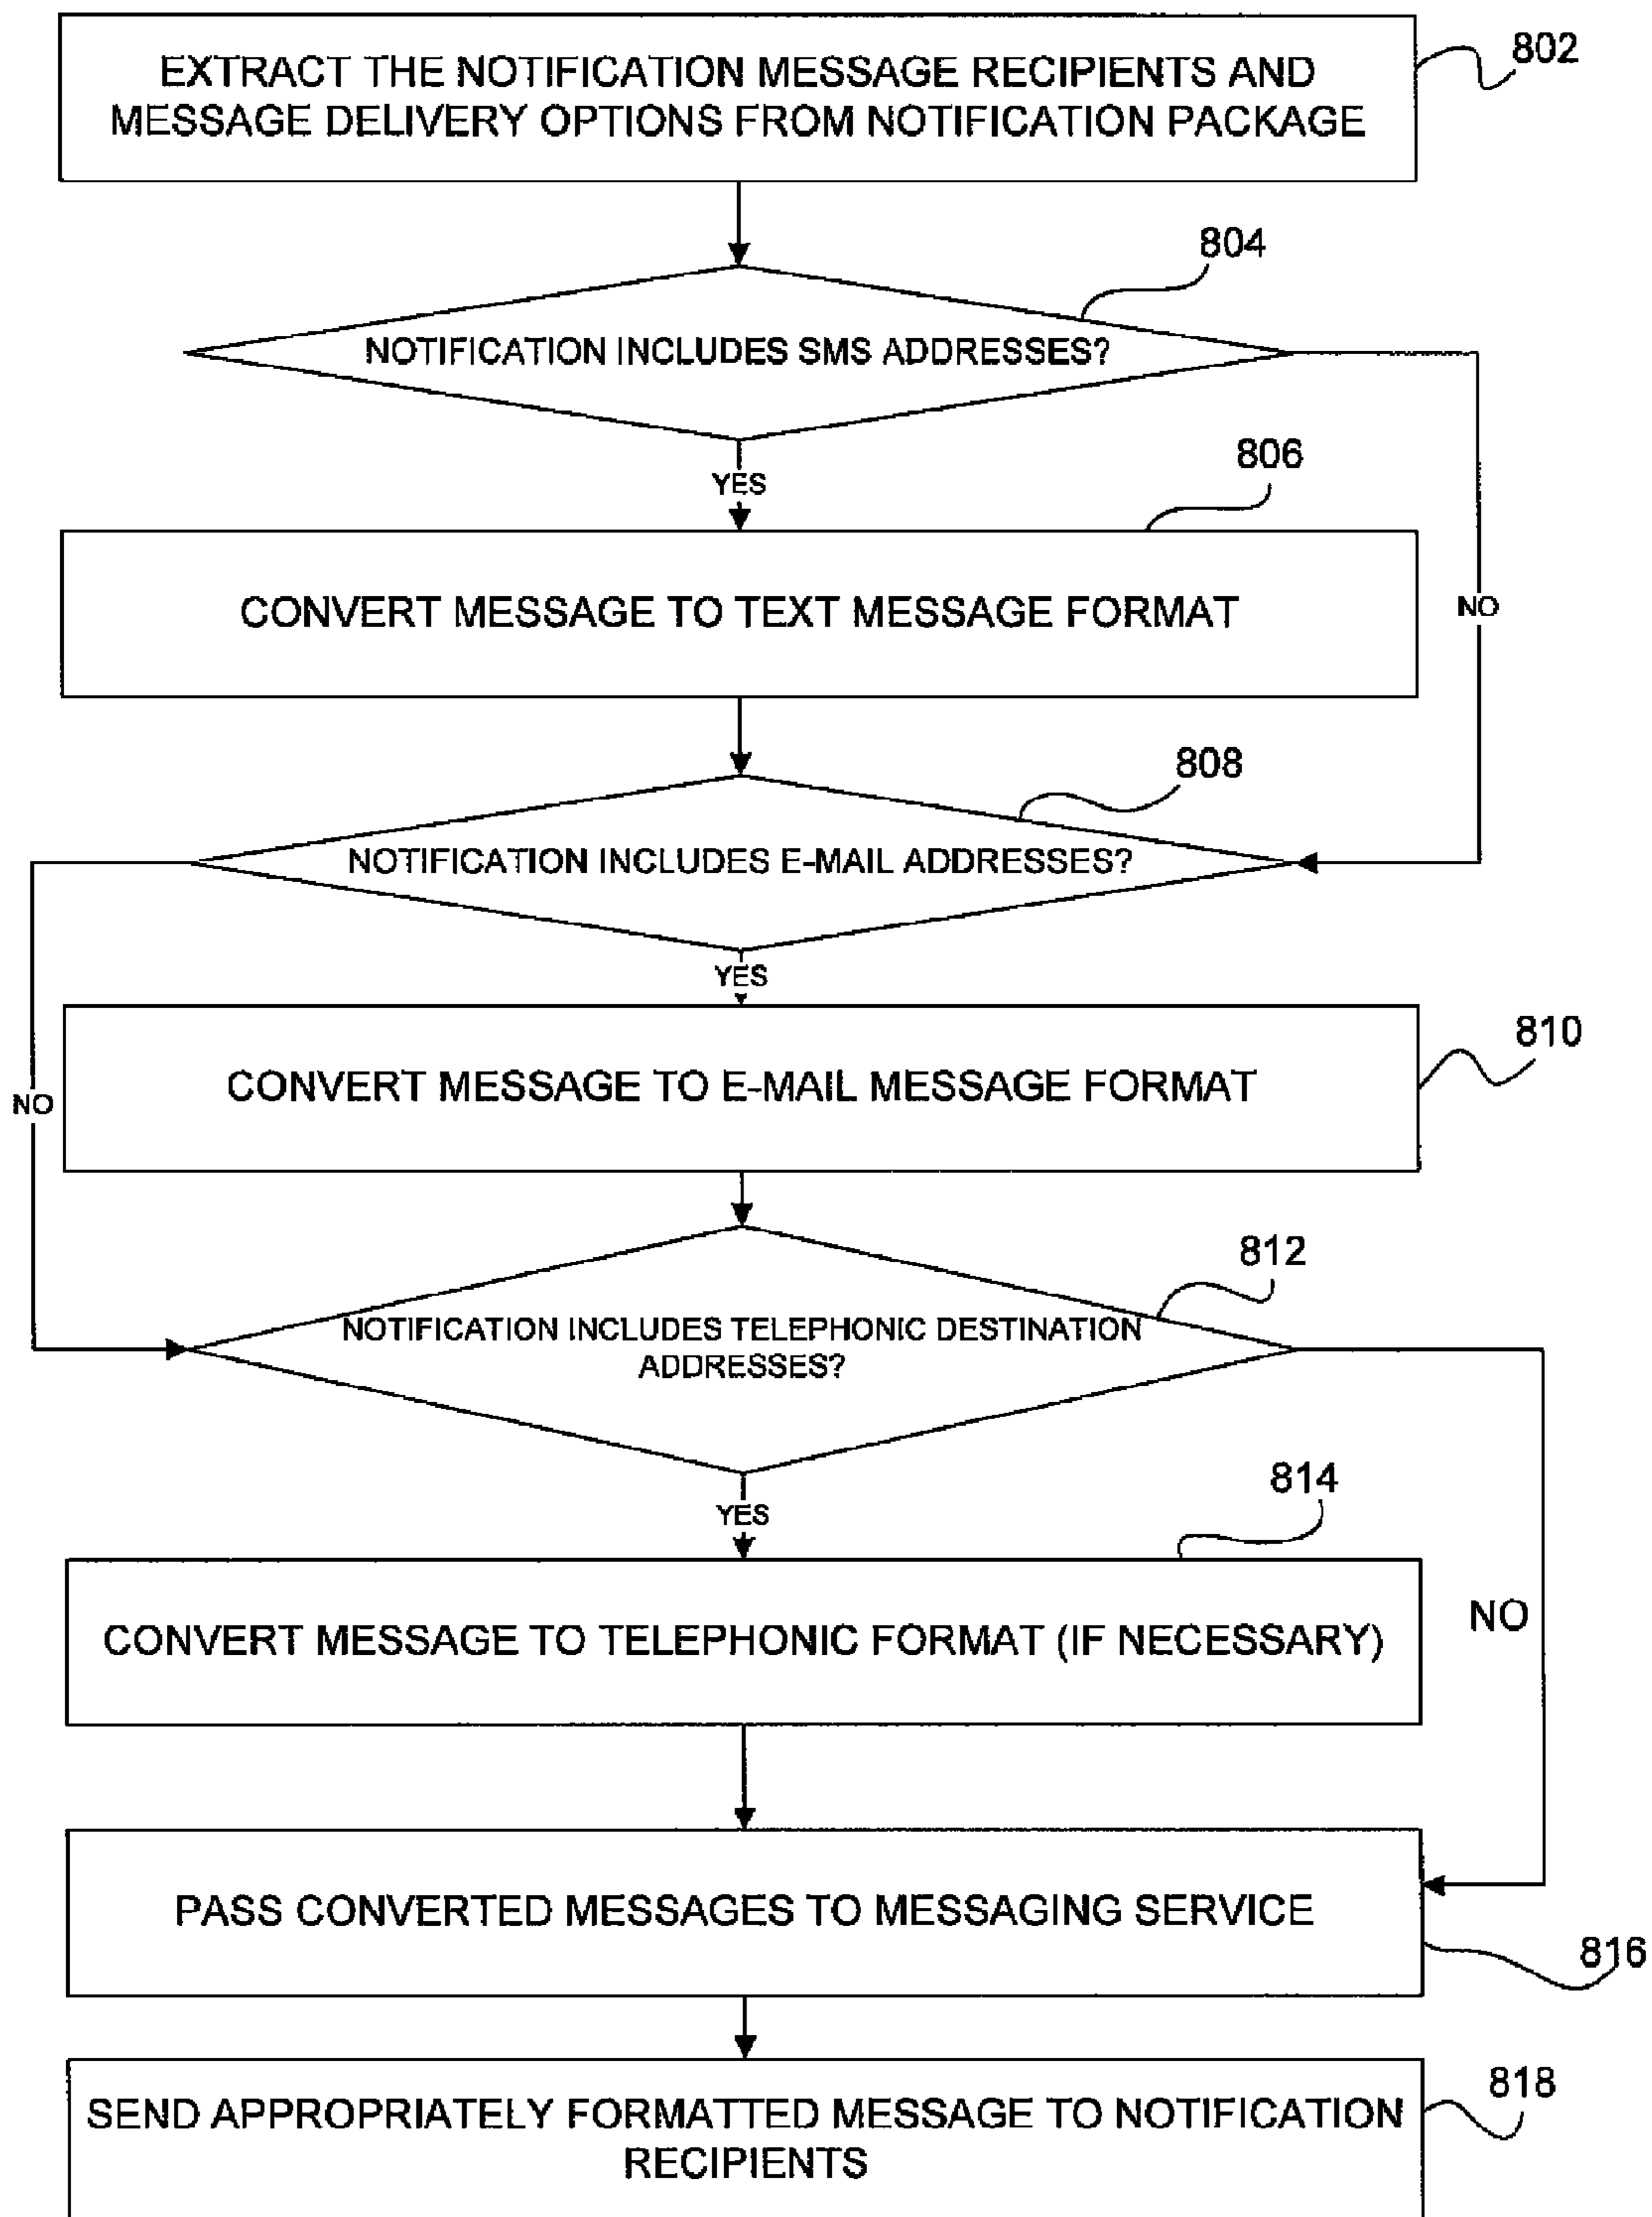 802
EXTRACT THE NOTIFICATION MESSAGE RECIPIENTS AND
MESSAGE DELIVERY OPTIONS FROM NOTIFICATION PACKAGE
804
NOTIFICATION INCLUDES SMS ADDRESSES?
YES
NO
806
CONVERT MESSAGE TO TEXT MESSAGE FORMAT
808
NOTIFICATION INCLUDES E-MAIL ADDRESSES?
YES
NO
810
CONVERT MESSAGE TO E-MAIL MESSAGE FORMAT
812
NOTIFICATION INCLUDES TELEPHONIC DESTINATION
ADDRESSES?
YES
NO
814
CONVERT MESSAGE TO TELEPHONIC FORMAT (IF NECESSARY)
PASS CONVERTED MESSAGES TO MESSAGING SERVICE
816
818
SEND APPROPRIATELY FORMATTED MESSAGE TO NOTIFICATION
RECIPIENTS